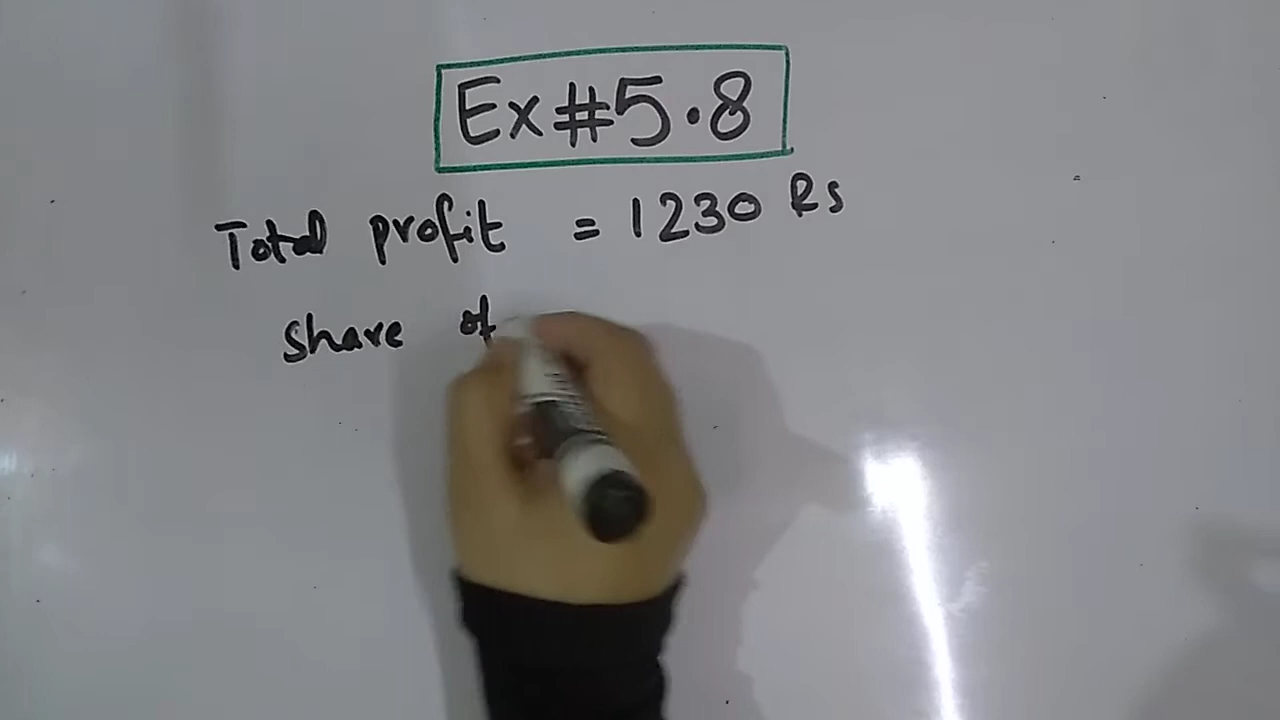 Ex#5.8
Total profit = 1230 Rs
share of